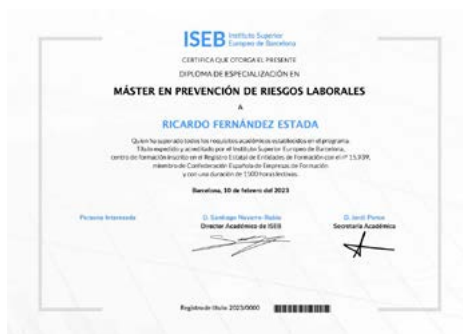 ISEB Instituto Superior
Europeo de Barcelona
CERTIFICA QUE OTORGA EL PRESENTE
DIPLOMA DE ESPECIALIZACIÓN EN
MÁSTER EN PREVENCIÓN DE RIESGOS LABORALES
A
RICARDO FERNÁNDEZ ESTADA
Quien ha superado todos los requisitos académicos establecidos en el programa.
Título expedido y acreditado por el Instituto Superior Europeo de Barcelona,
centro de formación inscrito en el Registro Estatal de Entidades de Formación con el nº 15.939,
miembro de Confederación Española de Empresas de Formación
y con una duración de 1500 horas lectivas.
Barcelona, 10 de febrero del 2023
Persona Interesada
D. Santiago Navarro-Rubio
Director Académico de ISEB
D. Jordi Ponce
Secretaría Académica
Registro de título 2023/0000